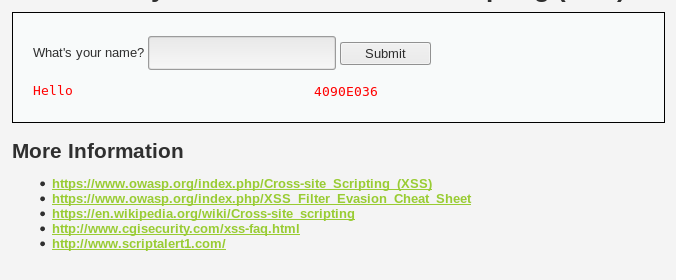 What's your name? Submit
Hello 4090E036
More Information
https://www.owasp.org/index.php/Cross-site_Scripting_(XSS)
https://www.owasp.org/index.php/XSS_Filter_Evasion_Cheat_Sheet
https://en.wikipedia.org/wiki/Cross-site_scripting
http://www.cgisecurity.com/xss-faq.html
http://www.scriptalert1.com/